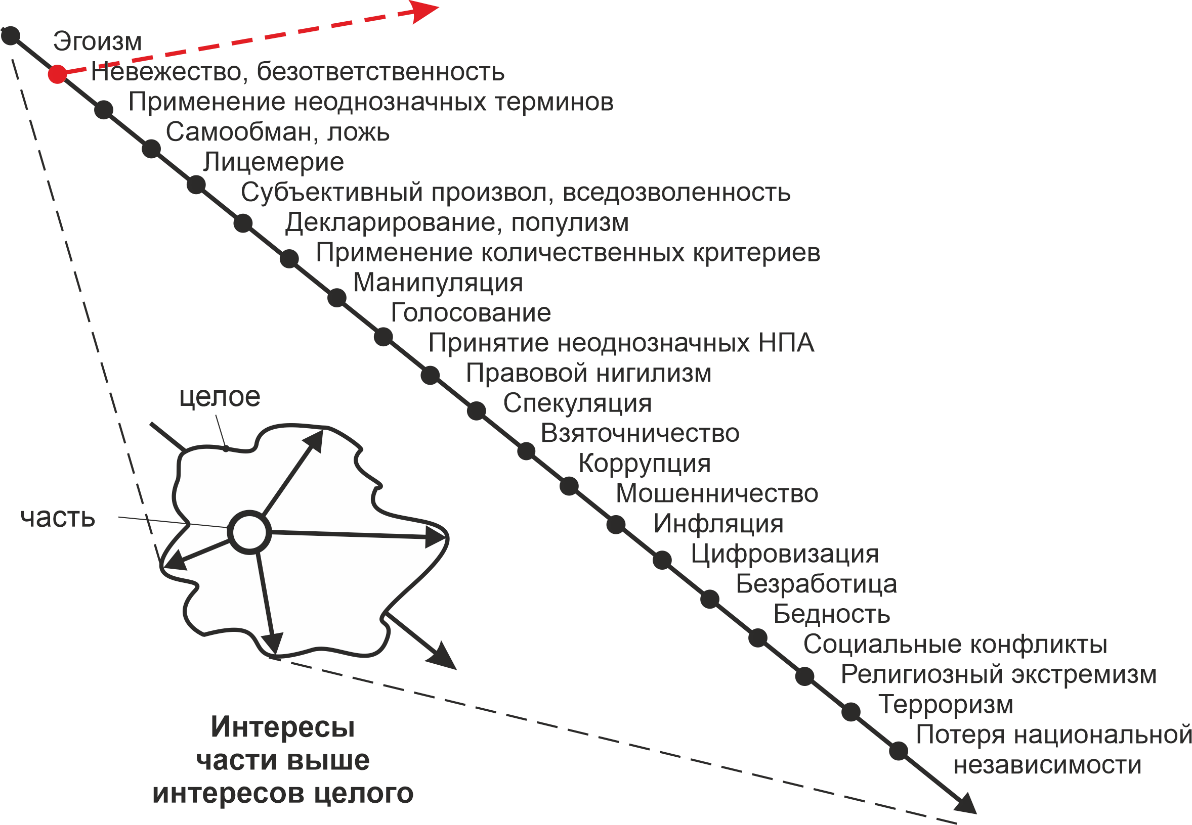 Эгоизм
Невежество, безответственность
Применение неоднозначных терминов
Самообман, ложь
Лицемерие
Субъективный произвол, вседозволенность
Декларирование, популизм
Применение количественных критериев
Манипуляция
Голосование
Принятие неоднозначных НПА
Правовой нигилизм
Спекуляция
Взяточничество
Коррупция
Мошенничество
Инфляция
Цифровизация
Безработица
Бедность
Социальные конфликты
Религиозный экстремизм
Терроризм
Потеря национальной
независимости
целое
часть
Интересы
части выше
интересов целого